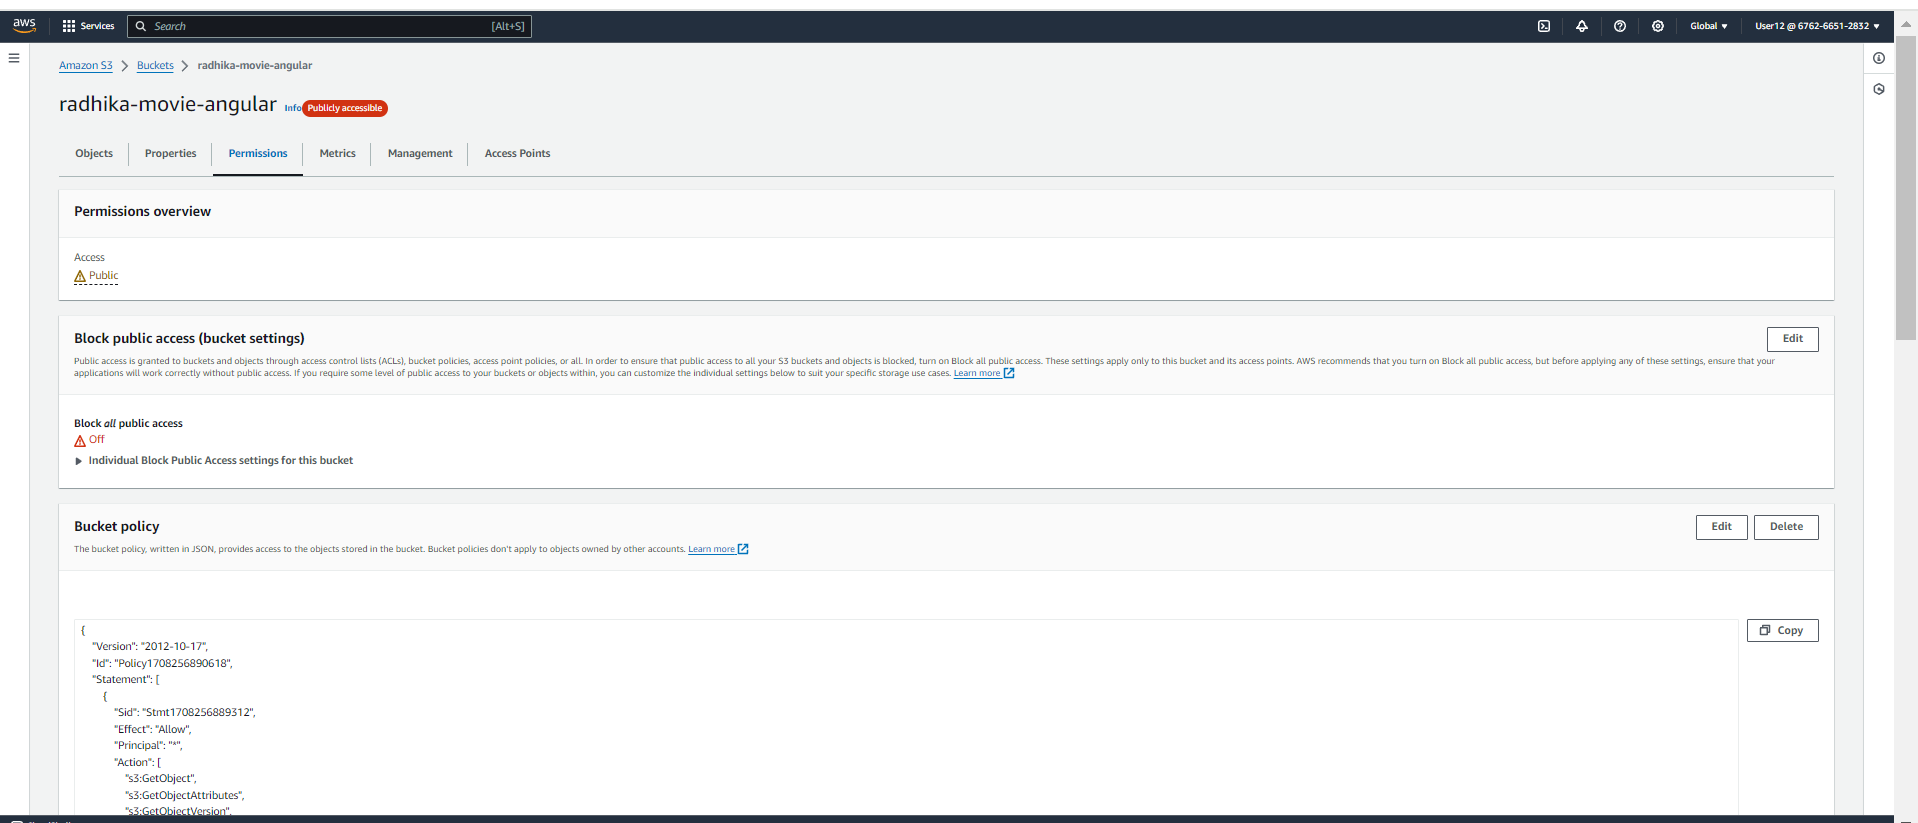 aws Services Search [Alt+S] Global User12 @ 6762-6651-2832
Amazon S3 Buckets radhika-movie-angular
radhika-movie-angular Info Publicly accessible
Objects Properties Permissions Metrics Management Access Points
Permissions overview
Access
Public
Block public access (bucket settings) Edit
Public access is granted to buckets and objects through access control lists (ACLs), bucket policies, access point policies, or all. In order to ensure that public access to all your S3 buckets and objects is blocked, turn on Block all public access. These settings apply only to this bucket and its access points. AWS recommends that you turn on Block all public access, but before applying any of these settings, ensure that your
applications will work correctly without public access. If you require some level of public access to your buckets or objects within, you can customize the individual settings below to suit your specific storage use cases. Learn more
Block all public access
Off
Individual Block Public Access settings for this bucket
Bucket policy Edit Delete
The bucket policy, written in JSON, provides access to the objects stored in the bucket. Bucket policies don't apply to objects owned by other accounts. Learn more
Copy
{
"Version": "2012-10-17",
"Id": "Policy1708256890618",
"Statement": [
{
"Sid": "Stmt1708256889312",
"Effect": "Allow",
"Principal": "*",
"Action": [
"s3:GetObject",
"s3:GetObjectAttributes",
"s3:GetObjectVersion",